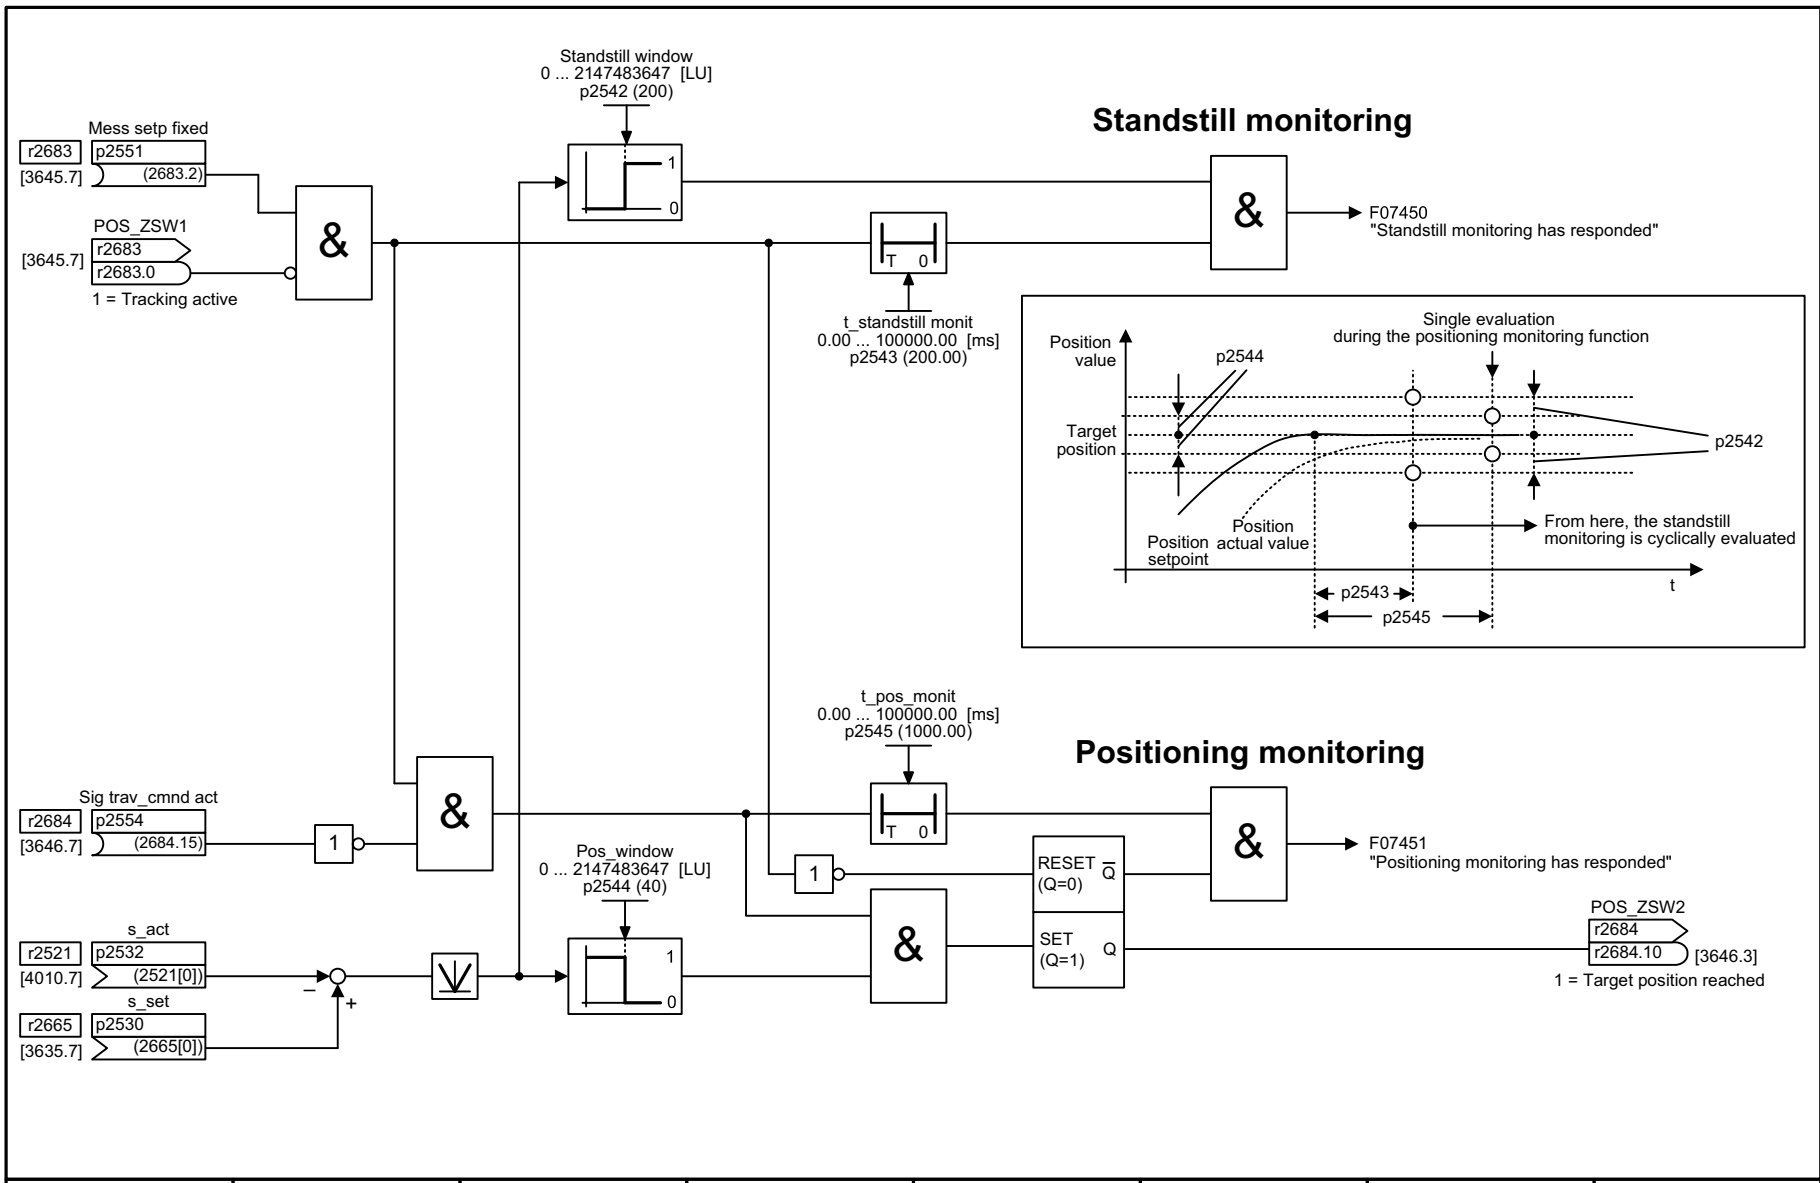 Standstill window
0 ... 2147483647 [LU]
p2542 (200)
Standstill monitoring
Mess setp fixed
r2683
p2551
[3645.7]
(2683.2)
1
0
&
F07450
"Standstill monitoring has responded"
POS_ZSW1
r2683
[3645.7]
r2683.0
1 = Tracking active
&
T 0
t_standstill monit
0.00 ... 100000.00 [ms]
p2543 (200.00)
Single evaluation
during the positioning monitoring function
Position
value
p2544
Target
position
p2542
Position
actual value
Position
setpoint
From here, the standstill
monitoring is cyclically evaluated
t
p2543
p2545
t_pos_monit
0.00 ... 100000.00 [ms]
p2545 (1000.00)
Positioning monitoring
Sig trav_cmnd act
r2684
p2554
[3646.7]
(2684.15)
1
&
T 0
&
F07451
"Positioning monitoring has responded"
Pos_window
0 ... 2147483647 [LU]
p2544 (40)
1
RESET Q
(Q=0)
SET Q
(Q=1)
&
1
0
POS_ZSW2
r2684
r2684.10
[3646.3]
1 = Target position reached
s_act
r2521
p2532
[4010.7]
(2521[0])
–
+
s_set
r2665
p2530
[3635.7]
(2665[0])